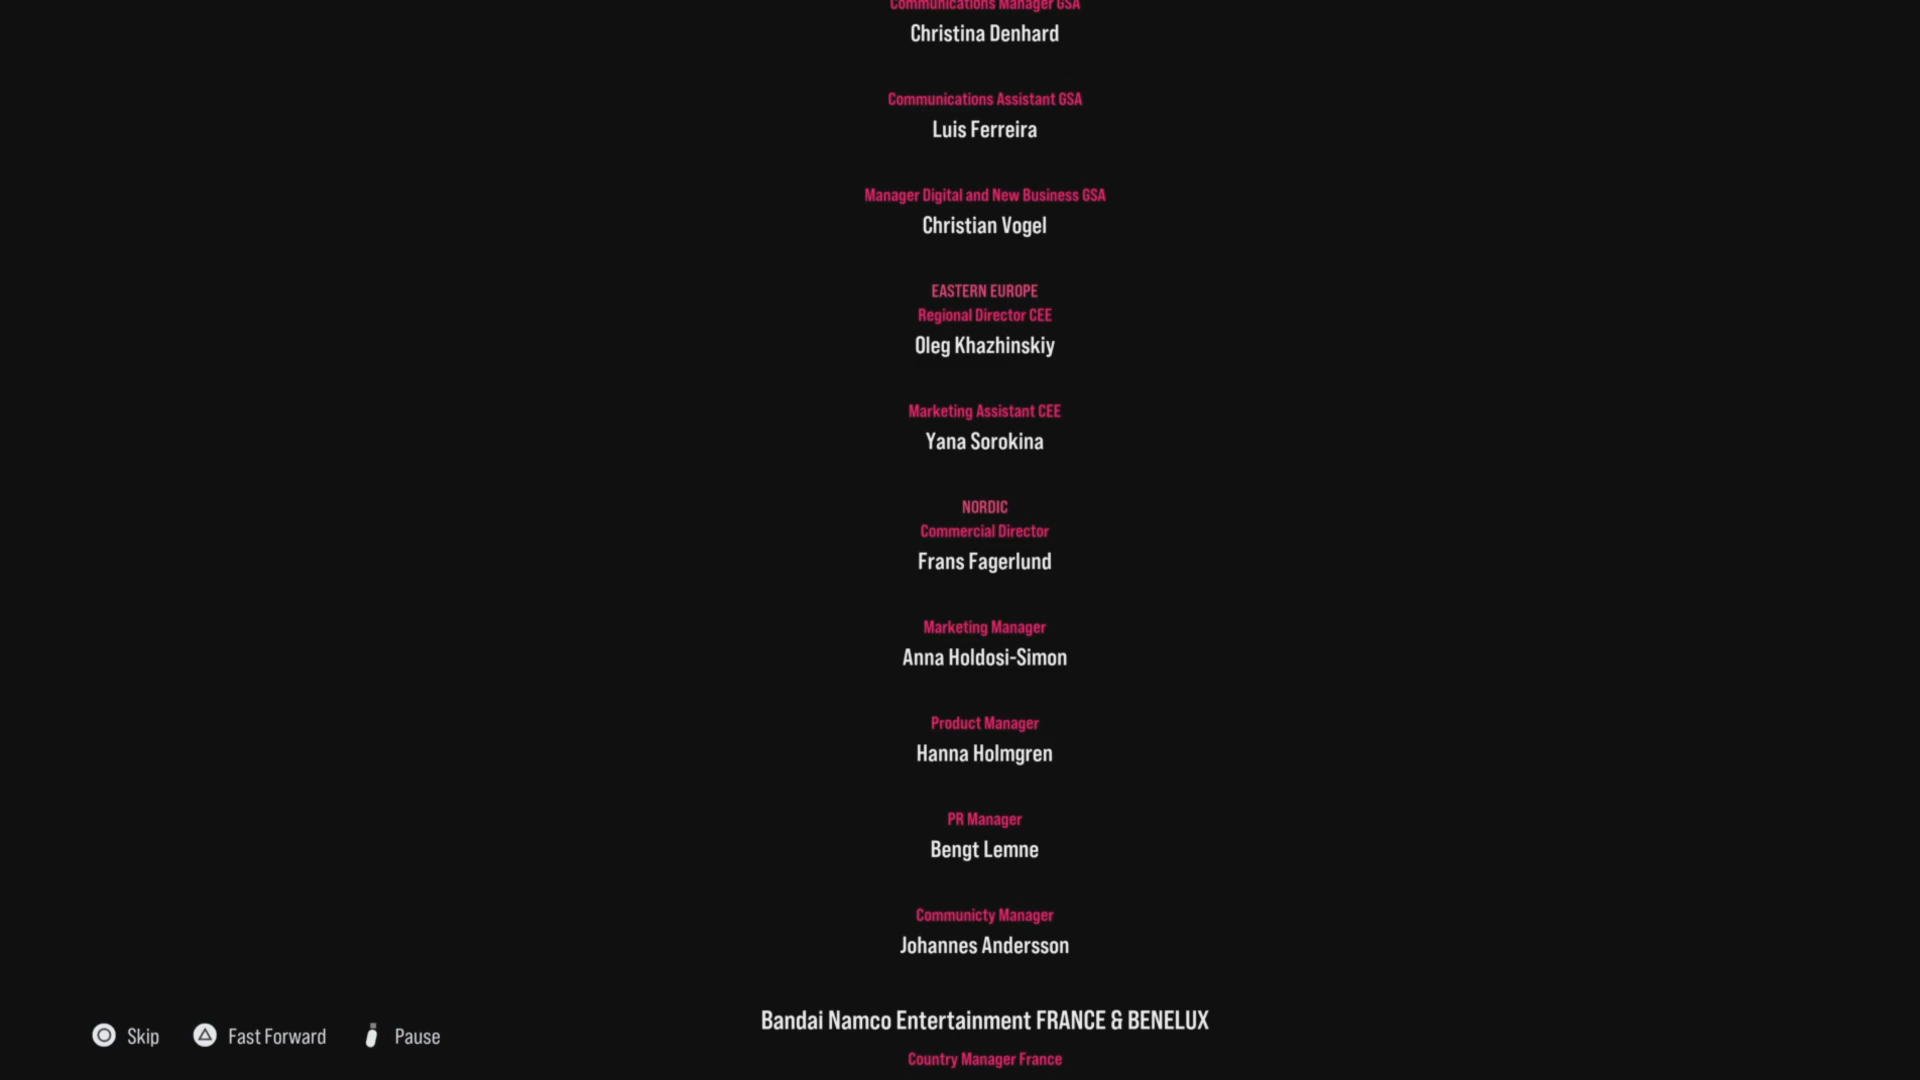 Communications Manager GSA
Christina Denhard
Communications Assistant GSA
Luis Ferreira
Manager Digital and New Business GSA
Christian Vogel
EASTERN EUROPE
Regional Director CEE
Oleg Khazhinskiy
Marketing Assistant CEE
Yana Sorokina
NORDIC
Commercial Director
Frans Fagerlund
Marketing Manager
Anna Holdosi-Simon
Product Manager
Hanna Holmgren
PR Manager
Bengt Lemne
Communicty Manager
Johannes Andersson
Bandai Namco Entertainment FRANCE & BENELUX
Country Manager France
Skip
Fast Forward
Pause